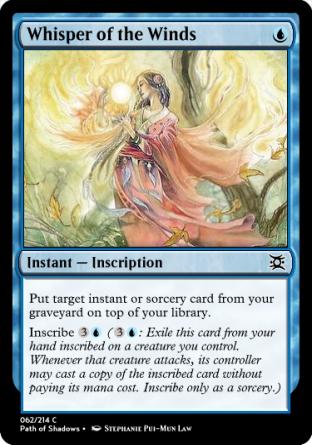 Whisper of the Winds
Instant — Inscription
Put target instant or sorcery card from your
graveyard on top of your library.
Inscribe 3 (3: Exile this card from your
hand inscribed on a creature you control.
Whenever that creature attacks, its controller
may cast a copy of the inscribed card without
paying its mana cost. Inscribe only as a sorcery.)
062/214 C
Path of Shadows • Stephanie Pui-Mun Law